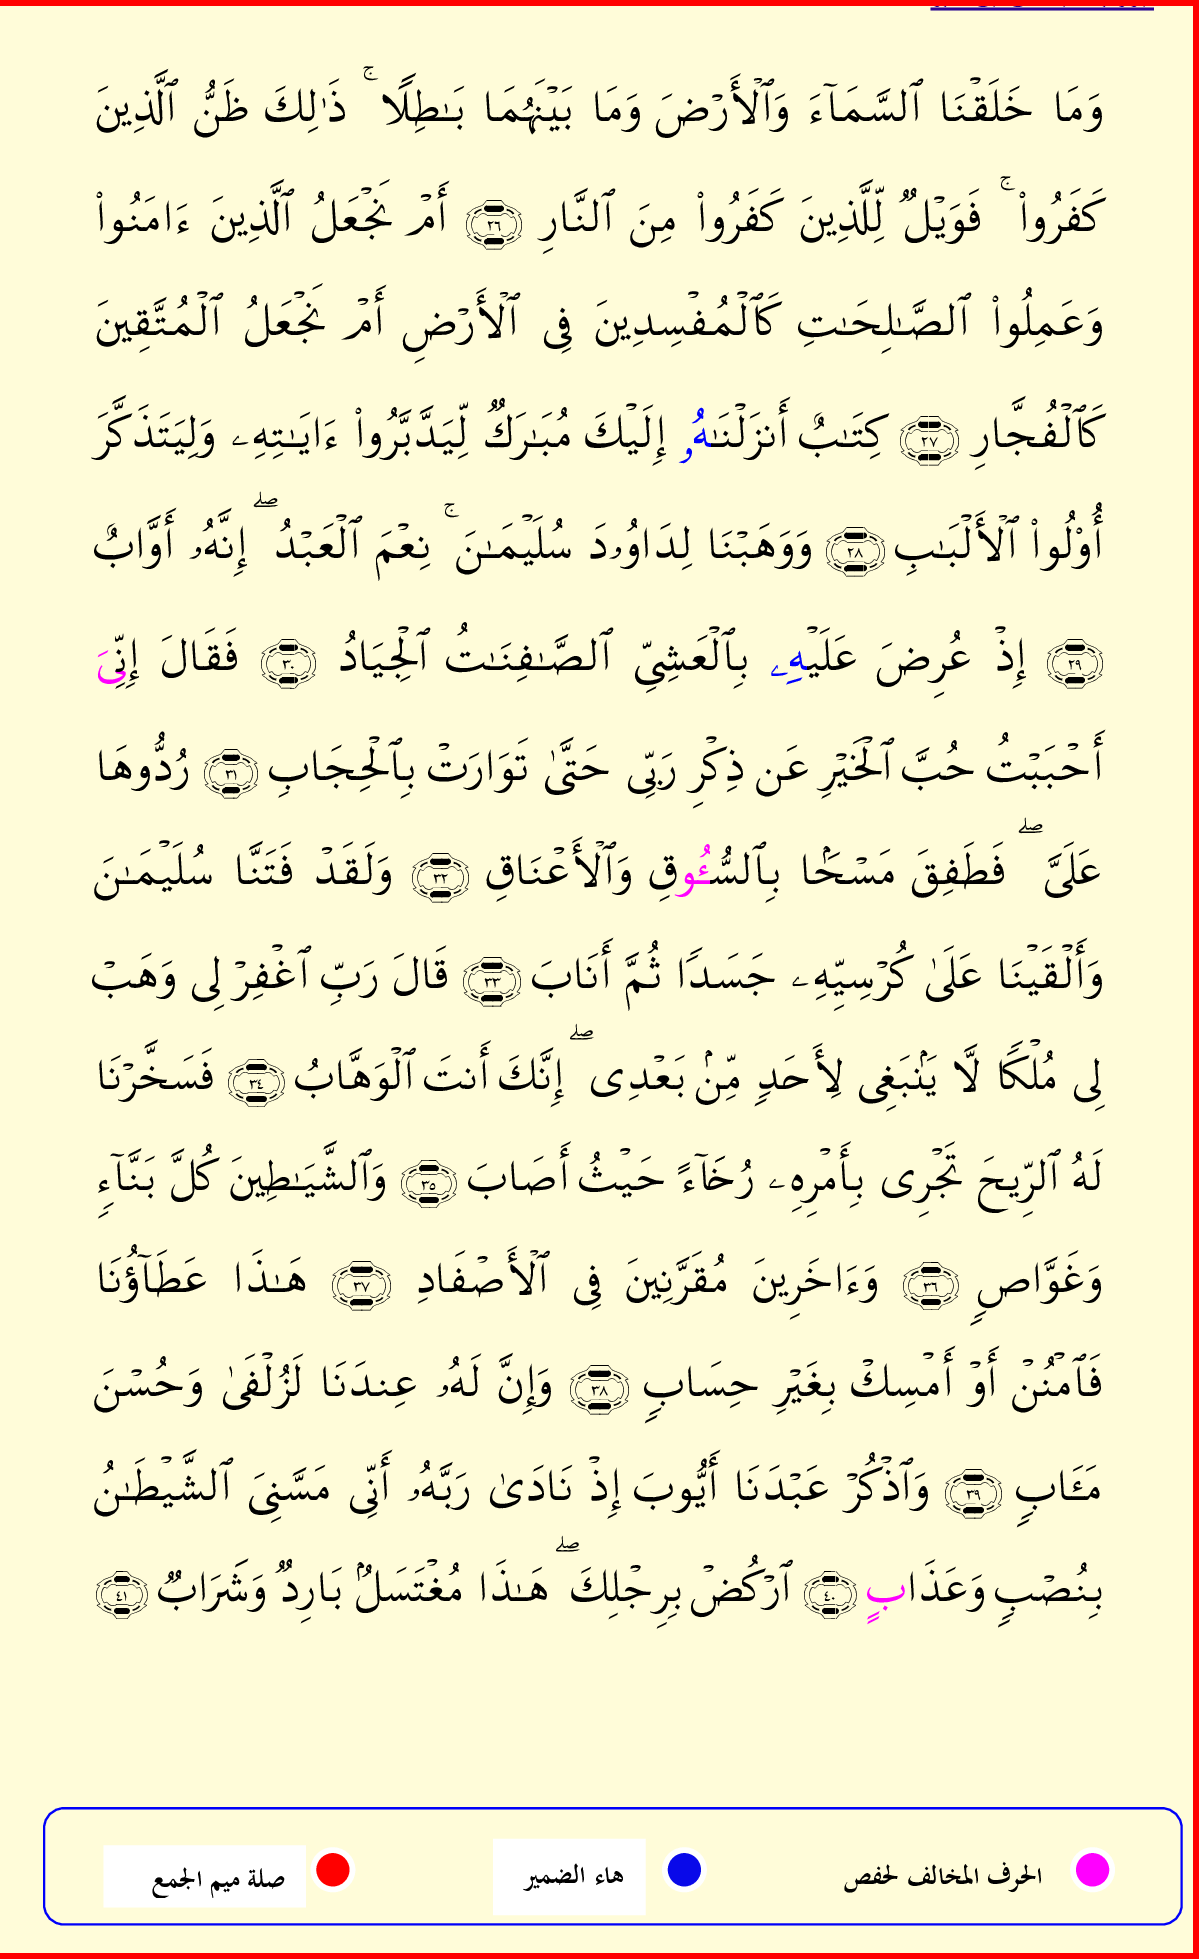 وَمَا خَلَقْنَا ٱلسَّمَآءَ وَٱلْأَرْضَ وَمَا بَيْنَهُمَا بَـٰطِلًا ۚ ذَٰلِكَ ظَنُّ ٱلَّذِينَ
كَفَرُوا۟ ۚ فَوَيْلٌ لِّلَّذِينَ كَفَرُوا۟ مِنَ ٱلنَّارِ ٢٦ أَمْ نَجْعَلُ ٱلَّذِينَ ءَامَنُوا۟
وَعَمِلُوا۟ ٱلصَّـٰلِحَـٰتِ كَٱلْمُفْسِدِينَ فِى ٱلْأَرْضِ أَمْ نَجْعَلُ ٱلْمُتَّقِينَ
كَٱلْفُجَّارِ ٢٧ كِتَـٰبٌ أَنزَلْنَـٰهُۥ إِلَيْكَ مُبَـٰرَكٌ لِّيَدَّبَّرُوا۟ ءَايَـٰتِهِۦ وَلِيَتَذَكَّرَ
أُو۟لُوا۟ ٱلْأَلْبَـٰبِ ٢٨ وَوَهَبْنَا لِدَاوُۥدَ سُلَيْمَـٰنَ ۚ نِعْمَ ٱلْعَبْدُ ۖ إِنَّهُۥ أَوَّابٌ
٢٩ إِذْ عُرِضَ عَلَيْهِۦ بِٱلْعَشِىِّ ٱلصَّـٰفِنَـٰتُ ٱلْجِيَادُ ٣٠ فَقَالَ إِنِّىَ
أَحْبَبْتُ حُبَّ ٱلْخَيْرِ عَن ذِكْرِ رَبِّى حَتَّىٰ تَوَارَتْ بِٱلْحِجَابِ ٣١ رُدُّوهَا
عَلَىَّ ۖ فَطَفِقَ مَسْحًۢا بِٱلسُّـُٔوقِ وَٱلْأَعْنَاقِ ٣٢ وَلَقَدْ فَتَنَّا سُلَيْمَـٰنَ
وَأَلْقَيْنَا عَلَىٰ كُرْسِيِّهِۦ جَسَدًا ثُمَّ أَنَابَ ٣٣ قَالَ رَبِّ ٱغْفِرْ لِى وَهَبْ
لِى مُلْكًا لَّا يَنۢبَغِى لِأَحَدٍ مِّنۢ بَعْدِى ۖ إِنَّكَ أَنتَ ٱلْوَهَّابُ ٣٤ فَسَخَّرْنَا
لَهُ ٱلرِّيحَ تَجْرِى بِأَمْرِهِۦ رُخَآءً حَيْثُ أَصَابَ ٣٥ وَٱلشَّيَـٰطِينَ كُلَّ بَنَّآءٍ
وَغَوَّاصٍ ٣٦ وَءَاخَرِينَ مُقَرَّنِينَ فِى ٱلْأَصْفَادِ ٣٧ هَـٰذَا عَطَآؤُنَا
فَٱمْنُنْ أَوْ أَمْسِكْ بِغَيْرِ حِسَابٍ ٣٨ وَإِنَّ لَهُۥ عِندَنَا لَزُلْفَىٰ وَحُسْنَ
مَـَٔابٍ ٣٩ وَٱذْكُرْ عَبْدَنَا أَيُّوبَ إِذْ نَادَىٰ رَبَّهُۥ أَنِّى مَسَّنِىَ ٱلشَّيْطَـٰنُ
بِنُصْبٍ وَعَذَابٍ ٤٠ ٱرْكُضْ بِرِجْلِكَ ۖ هَـٰذَا مُغْتَسَلٌۢ بَارِدٌ وَشَرَابٌ ٤١
الحرف المخالف لحفص هاء الضمير صلة ميم الجمع